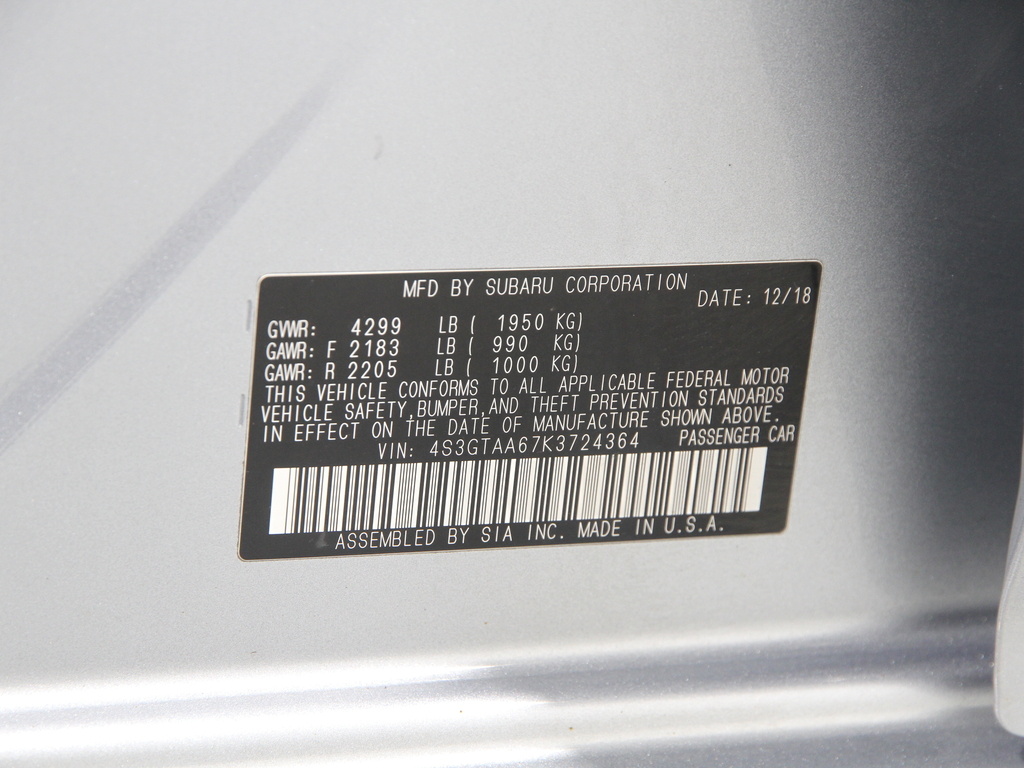 MFD BY SUBARU CORPORATION
DATE: 12/18
GVWR: 4299 LB ( 1950 KG)
GAWR: F 2183 LB ( 990 KG)
GAWR: R 2205 LB ( 1000 KG)
THIS VEHICLE CONFORMS TO ALL APPLICABLE FEDERAL MOTOR
VEHICLE SAFETY,BUMPER,AND THEFT PREVENTION STANDARDS
IN EFFECT ON THE DATE OF MANUFACTURE SHOWN ABOVE.
VIN: 4S3GTAA67K3724364 PASSENGER CAR
ASSEMBLED BY SIA INC. MADE IN U.S.A.